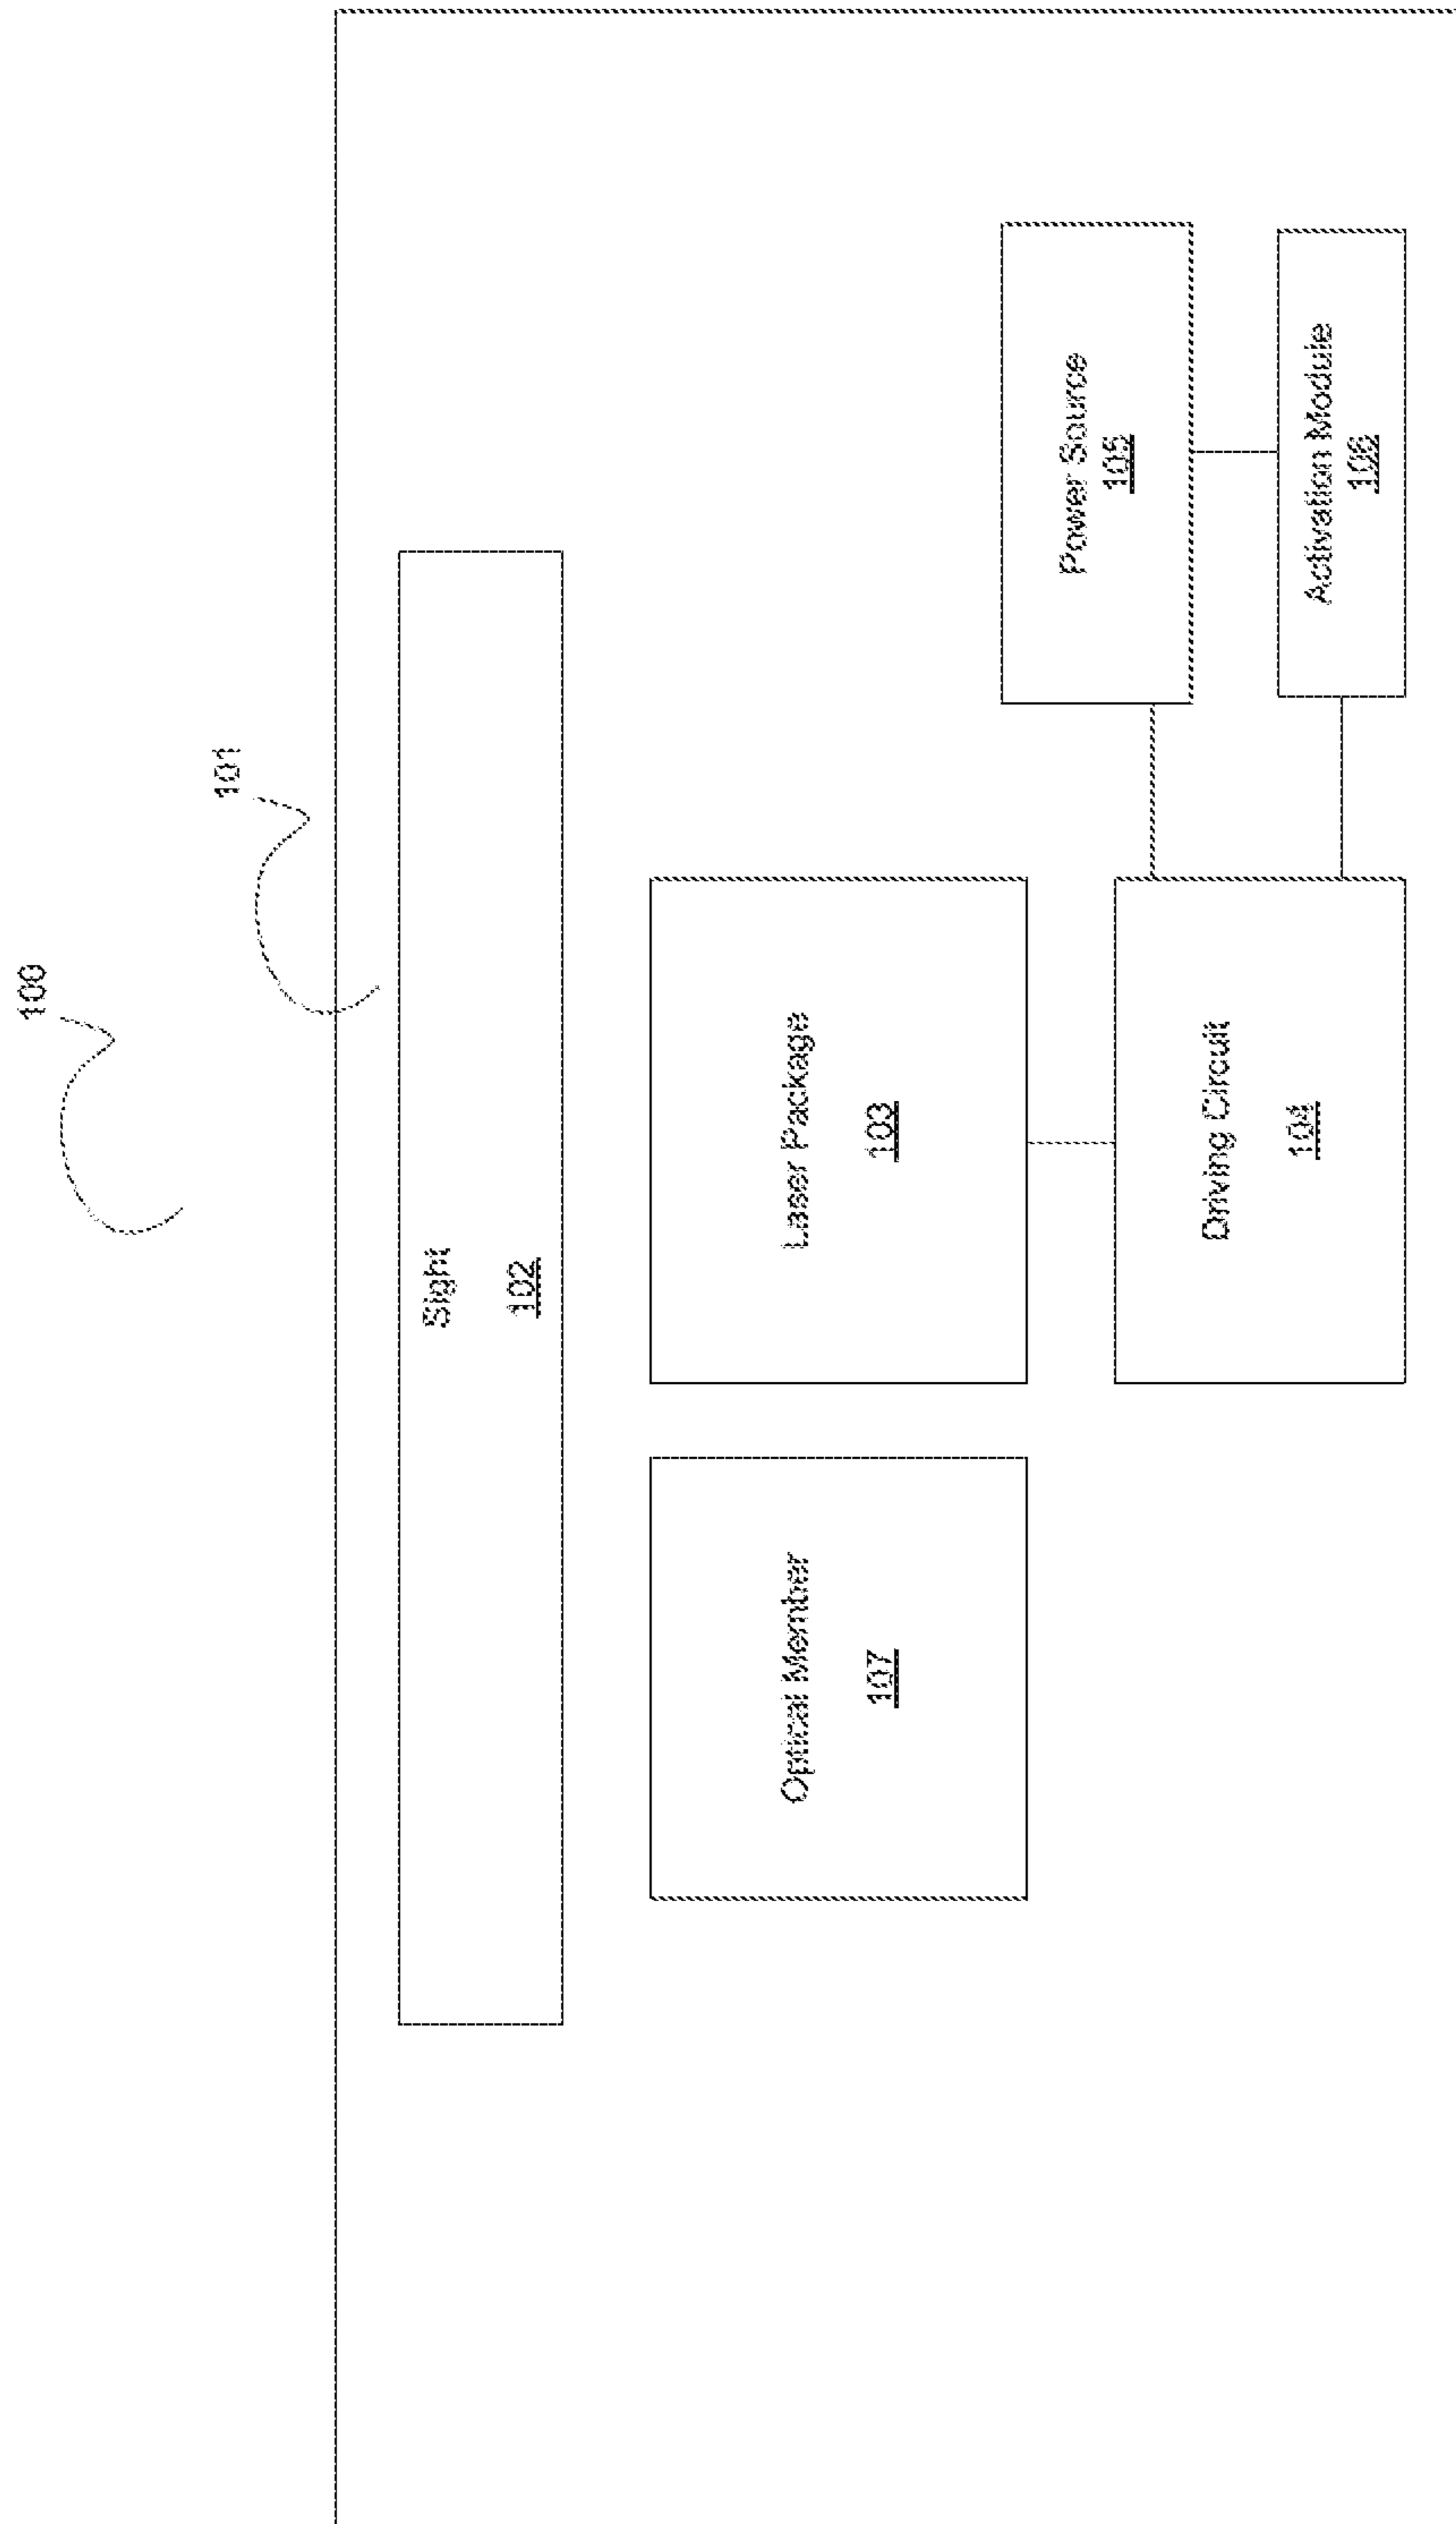 100
101
Sight
102
Optical Member
107
Laser Package
103
Driving Circuit
104
Power Source
105
Activation Module
106